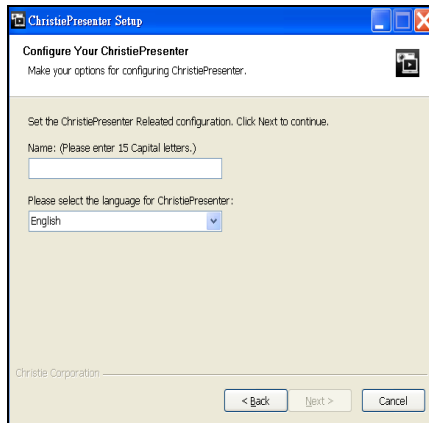 ChristiePresenter Setup
Configure Your ChristiePresenter
Make your options for configuring ChristiePresenter.
Set the ChristiePresenter Releated configuration. Click Next to continue.
Name: (Please enter 15 Capital letters.)
Please select the language for ChristiePresenter:
English
Christie Corporation
< Back Next > Cancel